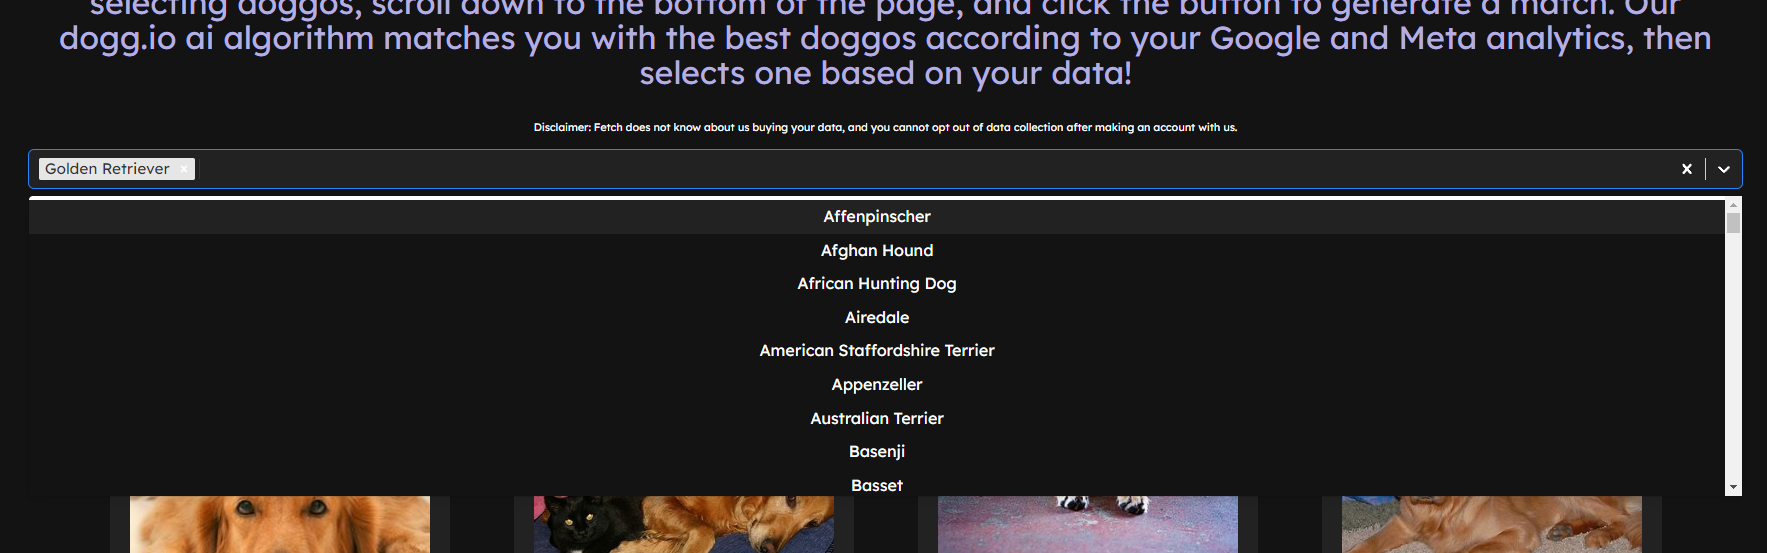 selecting doggos, scroll down to the bottom of the page, and click the button to generate a match. Our
dogg.io ai algorithm matches you with the best doggos according to your Google and Meta analytics, then
selects one based on your data!
Disclaimer: Fetch does not know about us buying your data, and you cannot opt out of data collection after making an account with us.
Golden Retriever
Affenpinscher
Afghan Hound
African Hunting Dog
Airedale
American Staffordshire Terrier
Appenzeller
Australian Terrier
Basenji
Basset